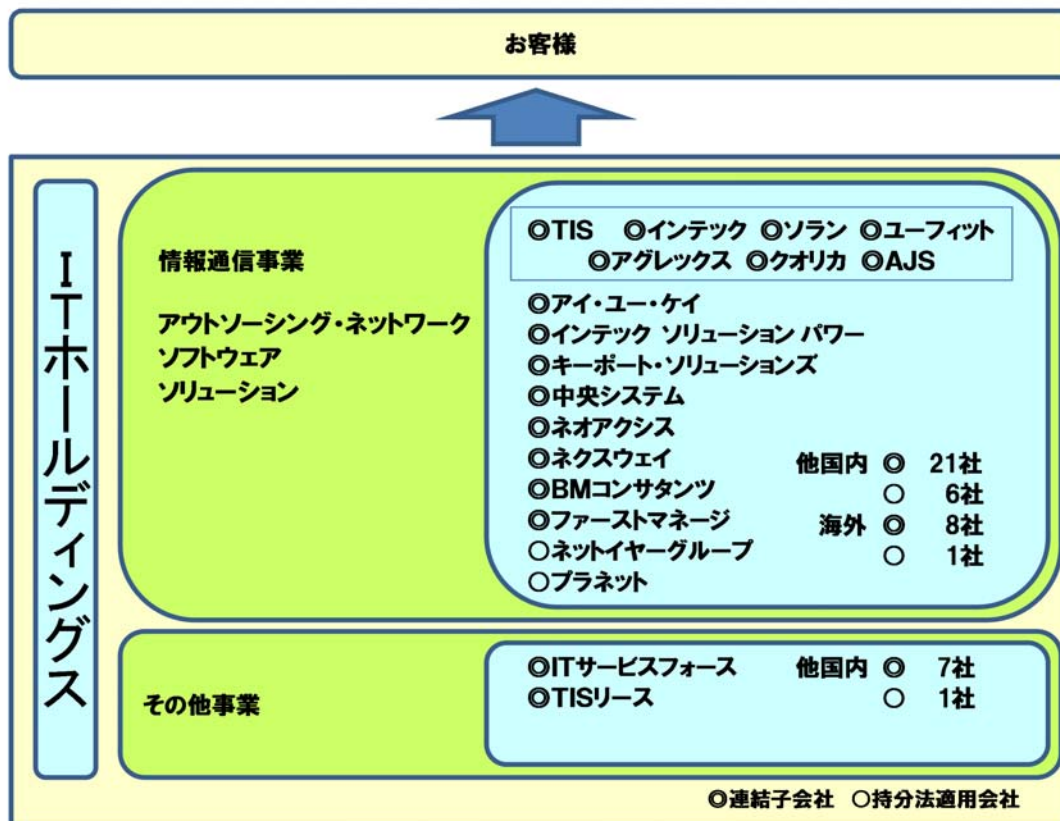 お客様
ITホールディングス
情報通信事業
アウトソーシング・ネットワーク
ソフトウェア
ソリューション
◎TIS ◎インテック ◎ソラン ◎ユーフィット
◎アグレックス ◎クオリカ ◎AJS
◎アイ・ユー・ケイ
◎インテック ソリューション パワー
◎キーポート・ソリューションズ
◎中央システム
◎ネオアクシス
◎ネクスウェイ 他国内 ◎ 21社
◎BMコンサタンツ ○ 6社
◎ファーストマネージ 海外 ◎ 8社
○ネットイヤーグループ ○ 1社
○プラネット
その他事業
◎ITサービスフォース 他国内 ◎ 7社
◎TISリース ○ 1社
◎連結子会社 ○持分法適用会社